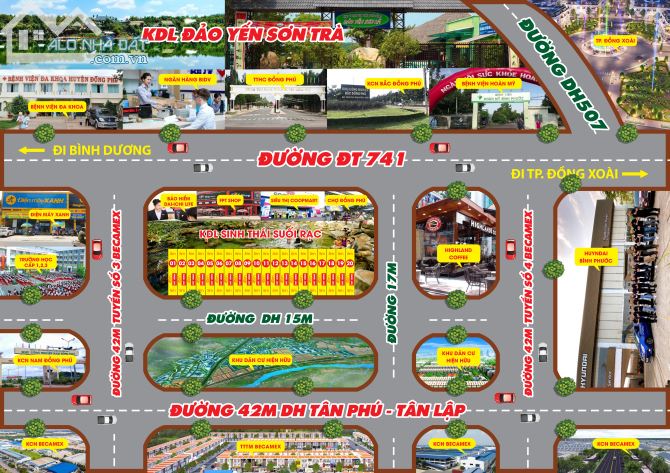 ALO NHÀ ĐẤT
.com.vn
KDL ĐẢO YẾN SƠN TRÀ
ĐƯỜNG DH507
TP. ĐỒNG XOÀI
BỆNH VIỆN ĐA KHOA
NGÂN HÀNG BIDV
TTHC ĐỒNG PHÚ
KCN BẮC ĐỒNG PHÚ
BỆNH VIỆN HOÀN MỸ
ĐI BÌNH DƯƠNG
ĐƯỜNG ĐT 741
ĐI TP. ĐỒNG XOÀI
Điện máy XANH
ĐIỆN MÁY XANH
TRƯỜNG HỌC
CẤP 1,2,3
ĐƯỜNG 42M TUYẾN SỐ 3 BECAMEX
BẢO HIỂM
DAI-ICHI LIFE
FPT SHOP
SIÊU THỊ COOPMART
CHỢ ĐỒNG PHÚ
KDL SINH THÁI SUỐI RẠC
01 02 03 04 05 06 07 08 09 10 11 12 13 14 15 16 17 18 19 20
ĐƯỜNG 17M
HIGHLAND
COFFEE
ĐƯỜNG 42M TUYẾN SỐ 4 BECAMEX
HUYNDAI
BÌNH PHƯỚC
HYUNDAI
ĐƯỜNG DH 15M
KCN NAM ĐỒNG PHÚ
KHU DÂN CƯ HIỆN HỮU
KHU DÂN CƯ
HIỆN HỮU
ĐƯỜNG 42M DH TÂN PHÚ - TÂN LẬP
KCN BECAMEX
TTTM BECAMEX
KCN BECAMEX
KCN BECAMEX